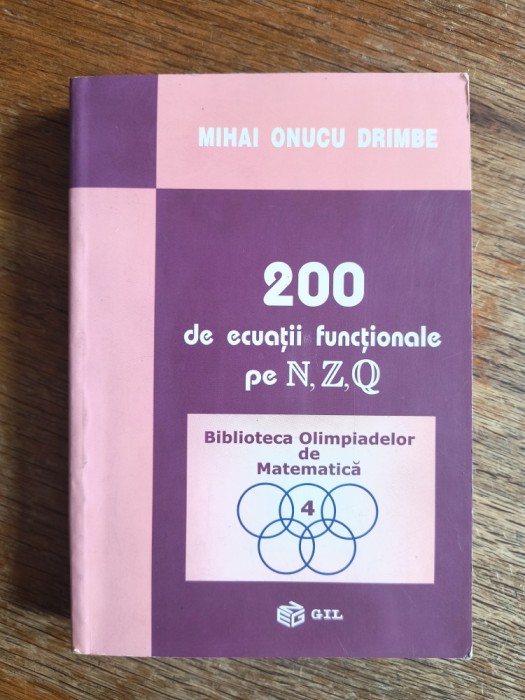 MIHAI ONUCU DRIMBE
200
de ecuații funcționale
pe ℕ, ℤ, ℚ
Biblioteca Olimpiadelor
de
Matematică
4
GIL